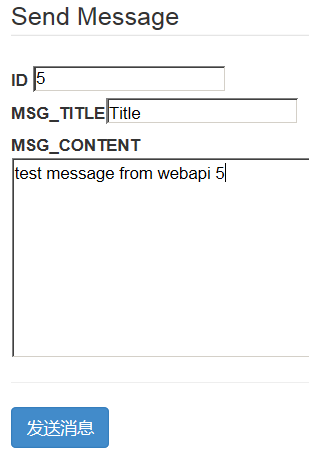 Send Message
ID 5
MSG_TITLE Title
MSG_CONTENT
test message from webapi 5
发送消息